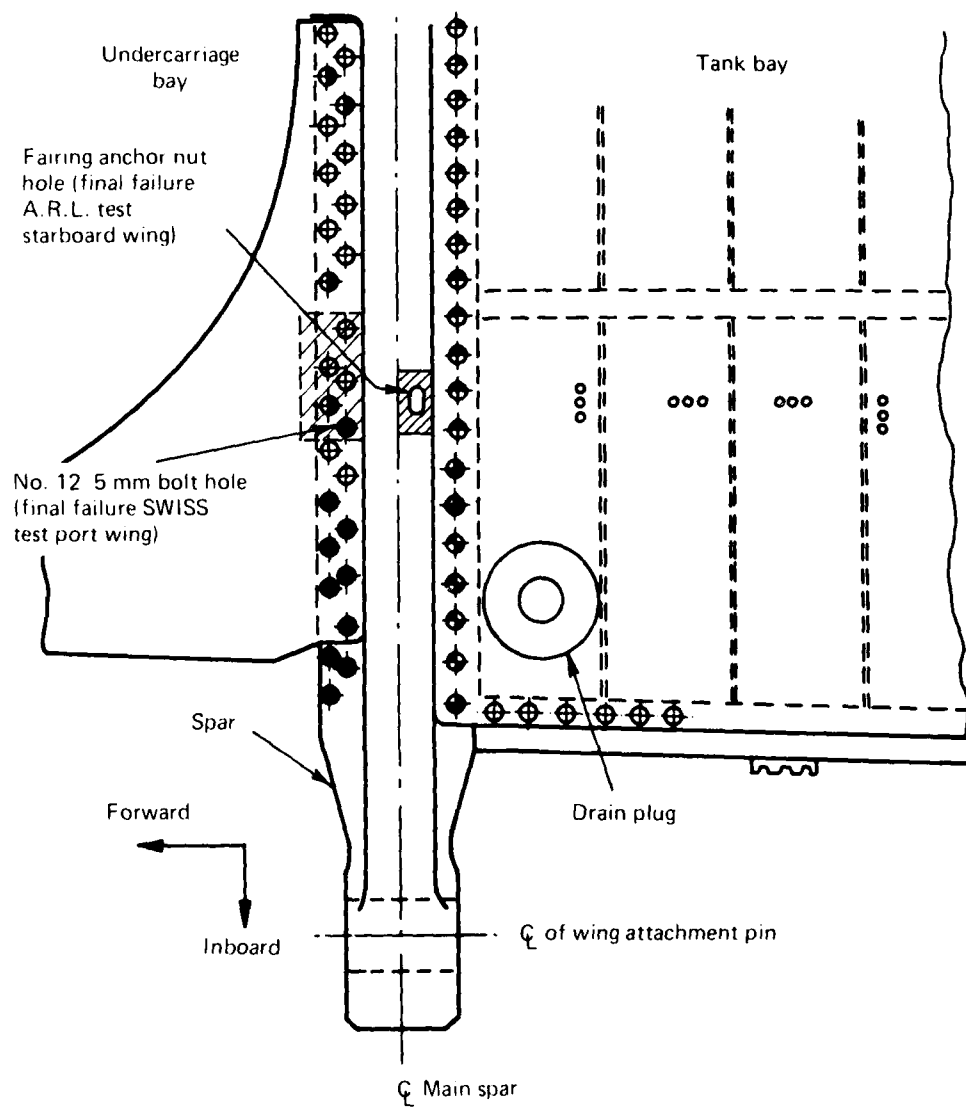 Undercarriage
bay
Tank bay
Fairing anchor nut
hole (final failure
A.R.L. test
starboard wing)
No. 12 5 mm bolt hole
(final failure SWISS
test port wing)
Spar
Drain plug
Forward
Inboard
℄ of wing attachment pin
℄ Main spar